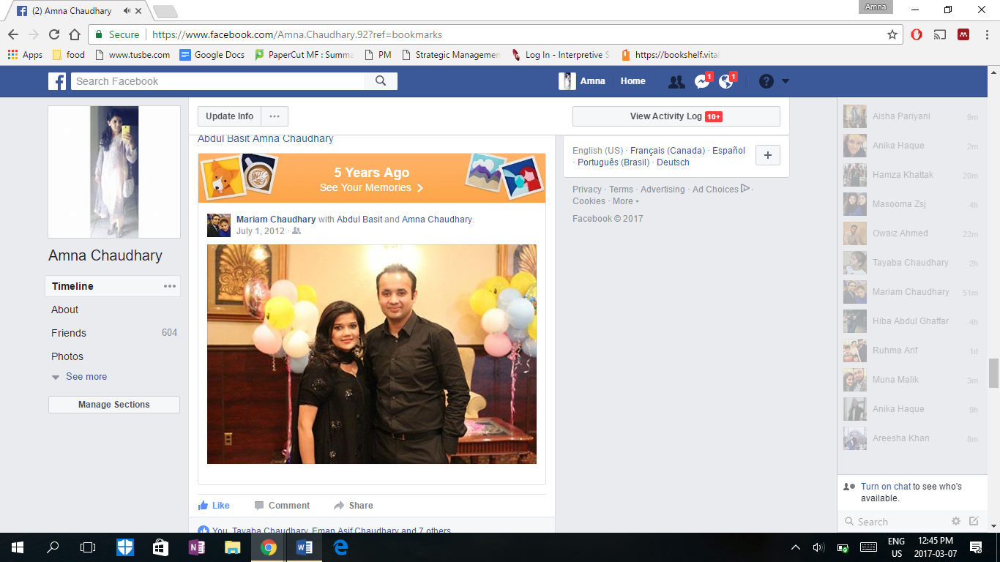 (2) Amna Chaudhary
Amna
Secure
https://www.facebook.com/Amna.Chaudhary.92?ref=bookmarks
Apps
food
www.tusbe.com
Google Docs
PaperCut MF : Summa
PM
Strategic Managemen
Log In - Interpretive S
https://bookshelf.vital
Search Facebook
Amna
Home
1
1
Update Info
View Activity Log 10+
Amna Chaudhary
Timeline
About
Friends 604
Photos
See more
Manage Sections
Abdul Basit Amna Chaudhary
5 Years Ago
See Your Memories
Mariam Chaudhary with Abdul Basit and Amna Chaudhary.
July 1, 2012
Like
Comment
Share
You, Tayaba Chaudhary, Eman Asif Chaudhary and 7 others
English (US) · Français (Canada) · Español
· Português (Brasil) · Deutsch
Privacy · Terms · Advertising · Ad Choices ·
Cookies · More
Facebook © 2017
Aisha Pariyani 9m
Anika Haque 2m
Hamza Khattak 20m
Masooma Zsj 4h
Owaiz Ahmed 22m
Tayaba Chaudhary 2h
Mariam Chaudhary 51m
Hiba Abdul Ghaffar 4h
Ruhma Arif 1d
Muna Malik 3m
Anika Haque 9h
Areesha Khan 8m
Turn on chat to see who's
available.
Search
ENG
US
12:45 PM
2017-03-07